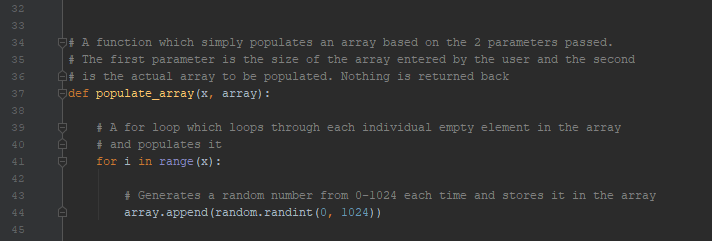 32
33
34 # A function which simply populates an array based on the 2 parameters passed.
35 # The first parameter is the size of the array entered by the user and the second
36 # is the actual array to be populated. Nothing is returned back
37 def populate_array(x, array):
38
39 # A for loop which loops through each individual empty element in the array
40 # and populates it
41 for i in range(x):
42
43 # Generates a random number from 0-1024 each time and stores it in the array
44 array.append(random.randint(0, 1024))
45